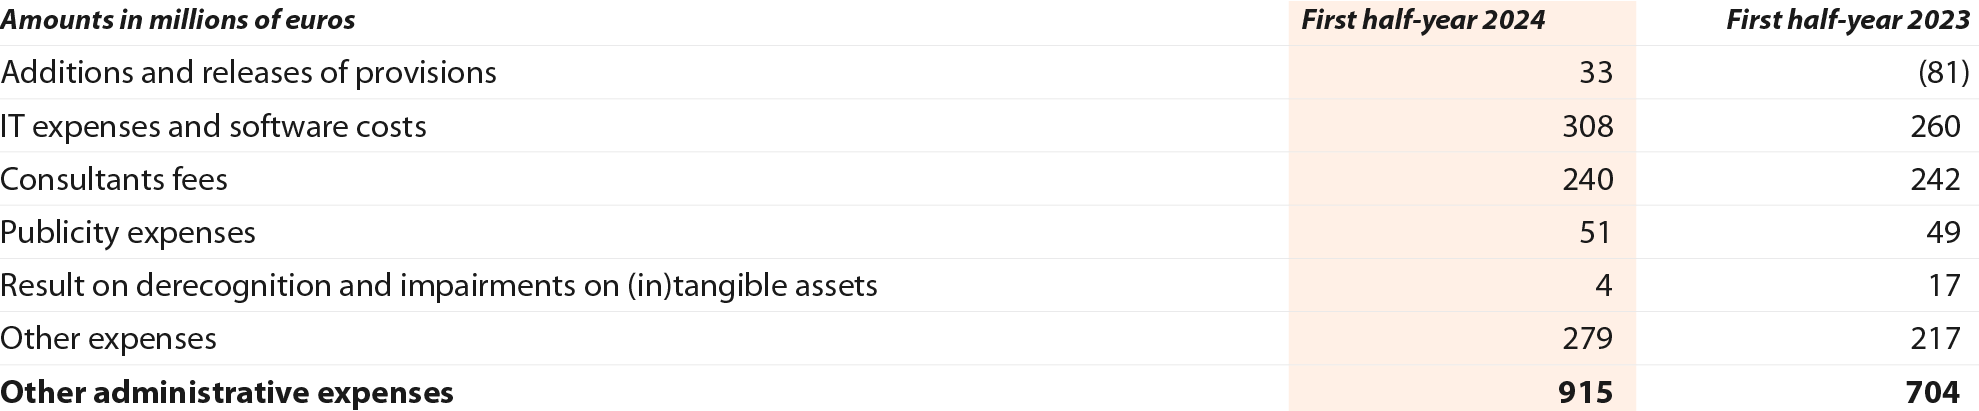 Amounts in millions of euros First half-year 2024 First half-year 2023
Additions and releases of provisions 33 (81)
IT expenses and software costs 308 260
Consultants fees 240 242
Publicity expenses 51 49
Result on derecognition and impairments on (in)tangible assets 4 17
Other expenses 279 217
Other administrative expenses 915 704